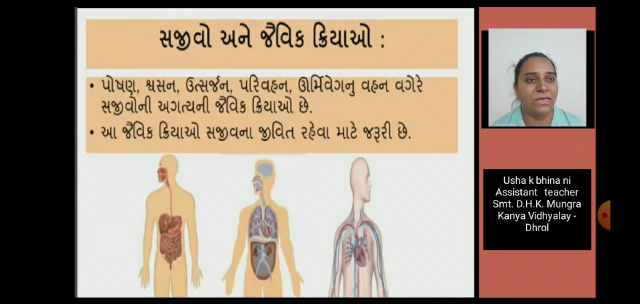 સજીવો અને જૈવિક ક્રિયાઓ :
• પોષણ, શ્વસન, ઉત્સર્જન, પરિવહન, ઊર્મિવેગનુ વહન વગેરે
સજીવોની અગત્યની જૈવિક ક્રિયાઓ છે.
• આ જૈવિક ક્રિયાઓ સજીવના જીવિત રહેવા માટે જરૂરી છે.
Usha k bhina ni
Assistant teacher
Smt. D.H.K. Mungra
Kanya Vidhyalay -
Dhrol